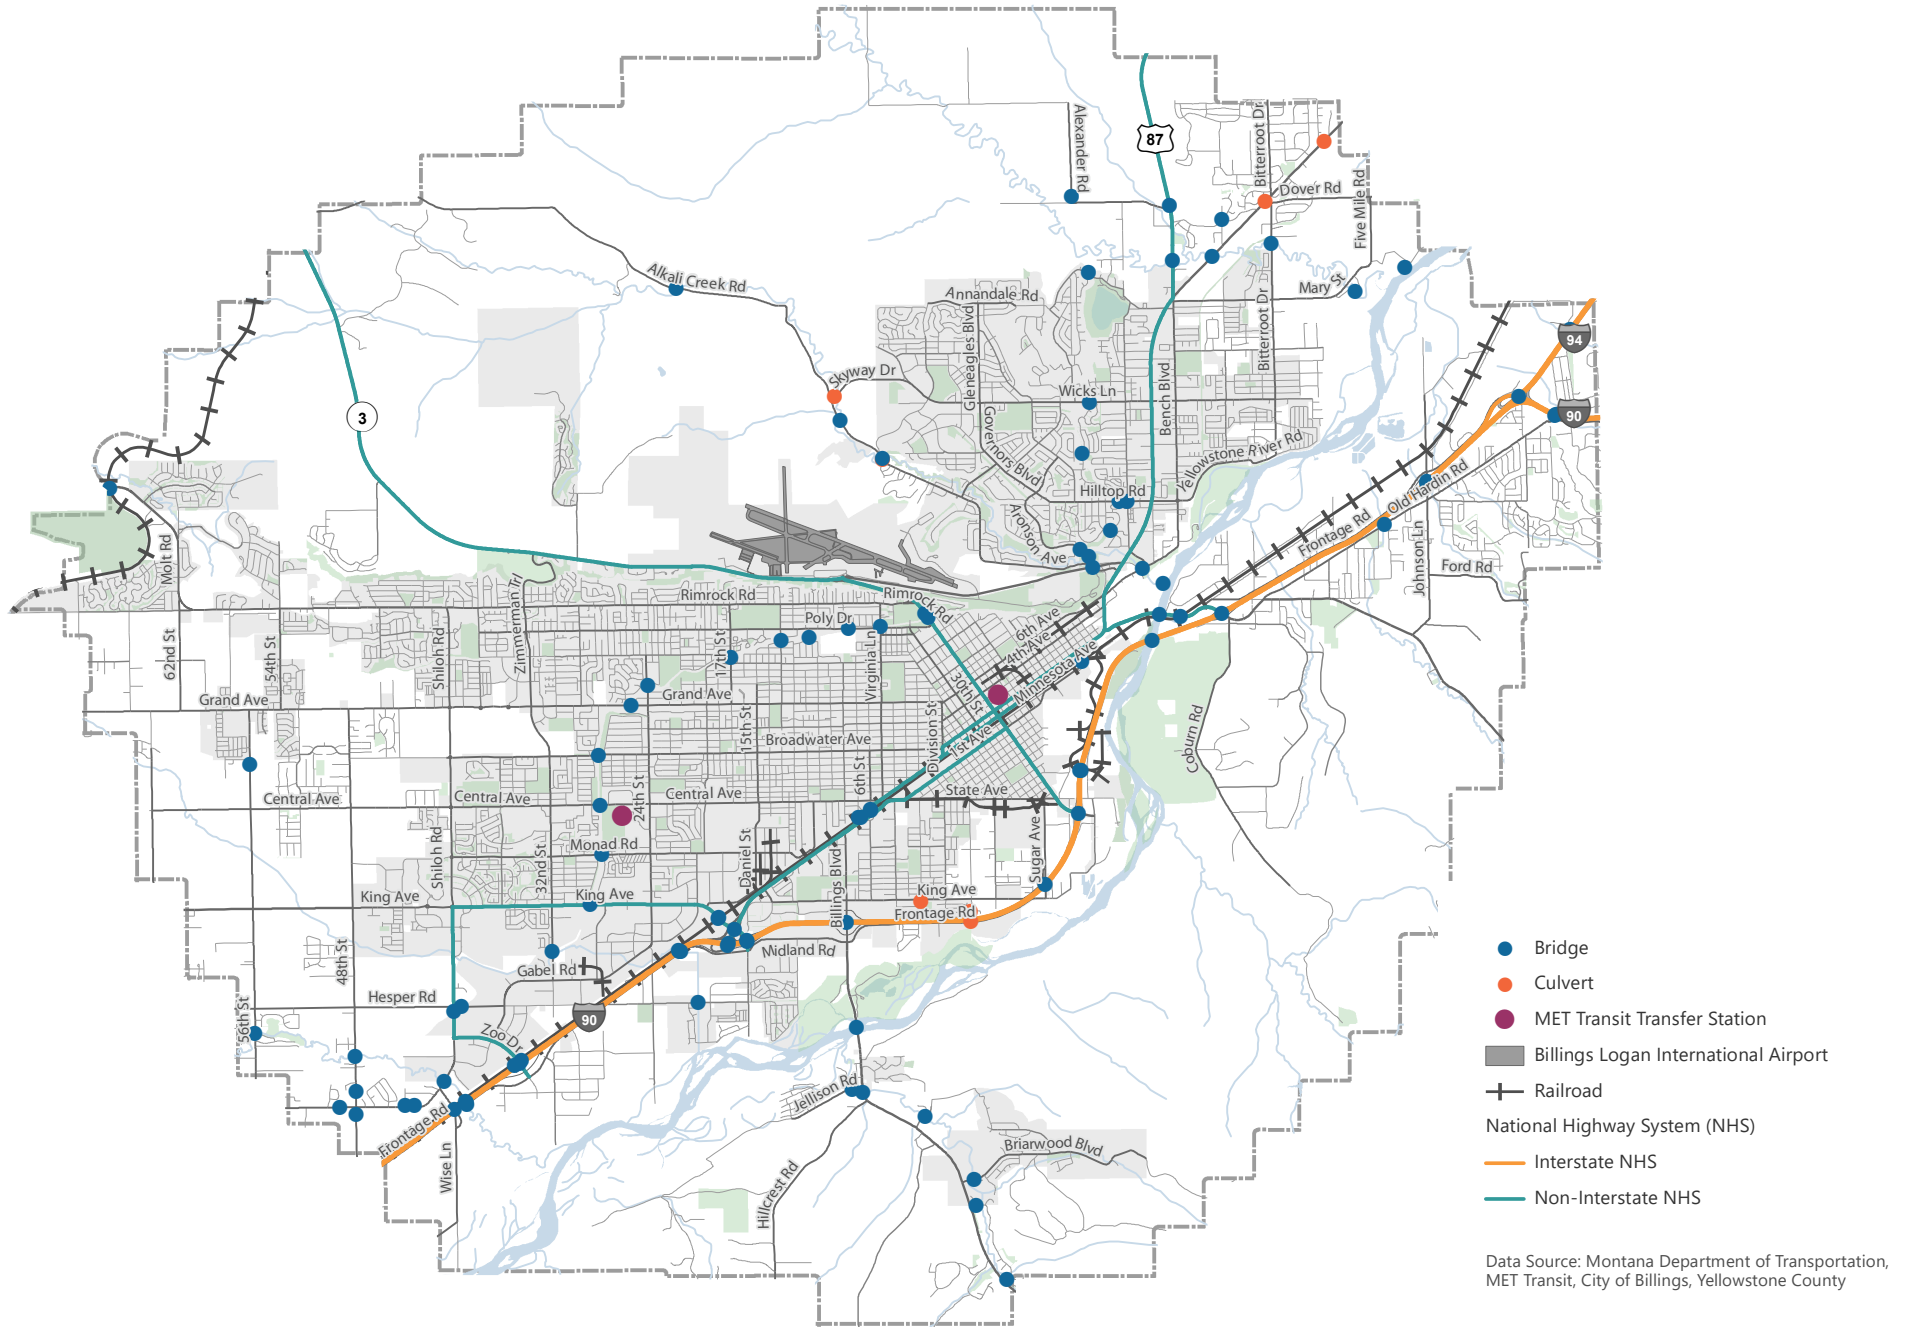 87
Alexander Rd
Bitterroot Dr
Dover Rd
Five Mile Rd
Mary St
Alkali Creek Rd
Annandale Rd
Gleneagles Blvd
Bitterroot Dr
94
90
3
Skyway Dr
Wicks Ln
Bench Blvd
Governors Blvd
Yellowstone River Rd
Hilltop Rd
Old Hardin Rd
Frontage Rd
Aronson Ave
Johnson Ln
Ford Rd
Molt Rd
Rimrock Rd
Rimrock Rd
Zimmerman Trl
Poly Dr
6th Ave
4th Ave
Minnesota Ave
62nd St
54th St
Shiloh Rd
17th St
Virginia Ln
30th St
Grand Ave
Grand Ave
15th St
Broadwater Ave
Division St
1st Ave
Coburn Rd
Central Ave
Central Ave
24th St
Central Ave
6th St
State Ave
Monad Rd
Shiloh Rd
32nd St
Daniel St
Billings Blvd
Sugar Ave
King Ave
King Ave
King Ave
Frontage Rd
Midland Rd
48th St
Gabel Rd
Hesper Rd
56th St
90
Zoo Dr
Frontage Rd
Wise Ln
Jellison Rd
Hillcrest Rd
Briarwood Blvd
Bridge
Culvert
MET Transit Transfer Station
Billings Logan International Airport
Railroad
National Highway System (NHS)
Interstate NHS
Non-Interstate NHS
Data Source: Montana Department of Transportation,
MET Transit, City of Billings, Yellowstone County